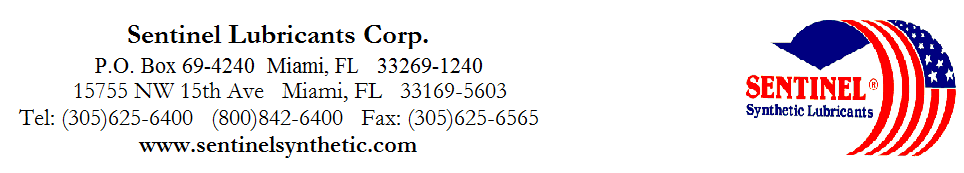 Sentinel Lubricants Corp.
P.O. Box 69-4240 Miami, FL 33269-1240
15755 NW 15th Ave Miami, FL 33169-5603
Tel: (305)625-6400 (800)842-6400 Fax: (305)625-6565
www.sentinelsynthetic.com
SENTINEL®
Synthetic Lubricants